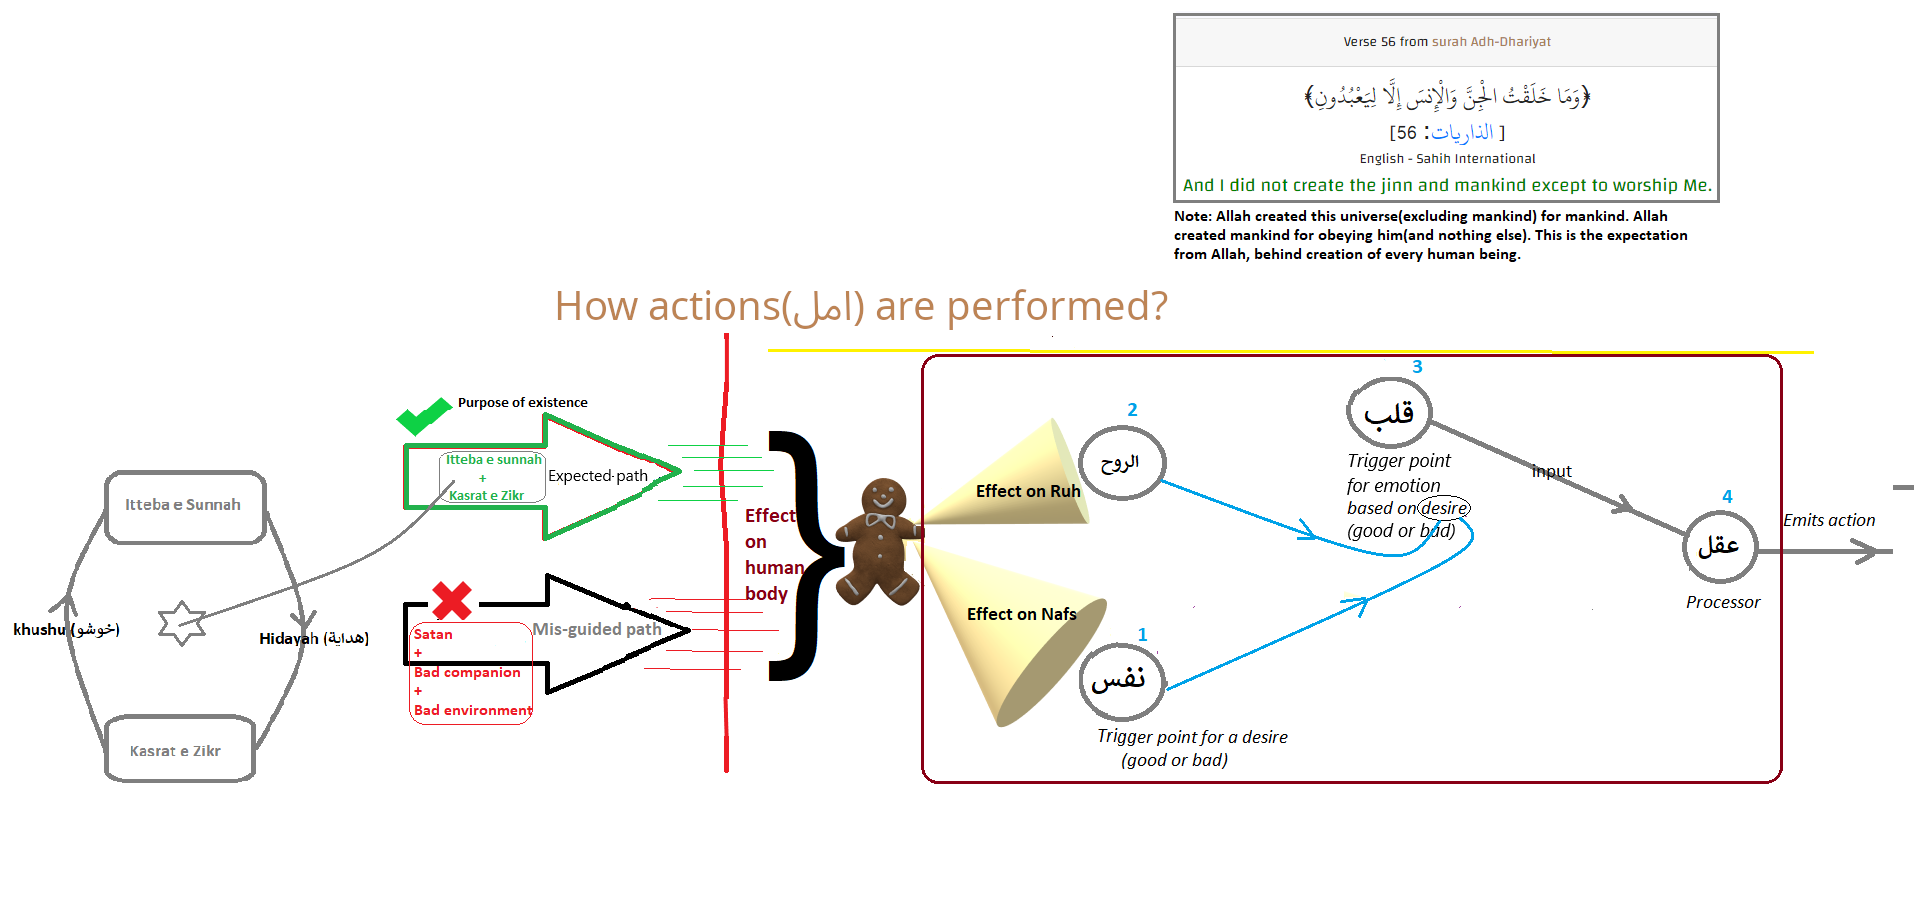 Verse 56 from surah Adh-Dhariyat
﴿وَمَا خَلَقْتُ الْجِنَّ وَالْإِنسَ إِلَّا لِيَعْبُدُونِ﴾
[ الذاريات: 56]
English - Sahih International
And I did not create the jinn and mankind except to worship Me.
Note: Allah created this universe(excluding mankind) for mankind. Allah
created mankind for obeying him(and nothing else). This is the expectation
from Allah, behind creation of every human being.
How actions(امل) are performed?
Purpose of existence
Itteba e sunnah
+
Kasrat e Zikr
Expected path
Itteba e Sunnah
khushu (خوشو)
Hidayah (هداية)
Kasrat e Zikr
Satan
+
Bad companion
+
Bad environment
Mis-guided path
Effect
on
human
body
Effect on Ruh
Effect on Nafs
2
الروح
1
نفس
Trigger point for a desire
(good or bad)
3
قلب
Trigger point
for emotion
based on desire
(good or bad)
input
4
عقل
Processor
Emits action